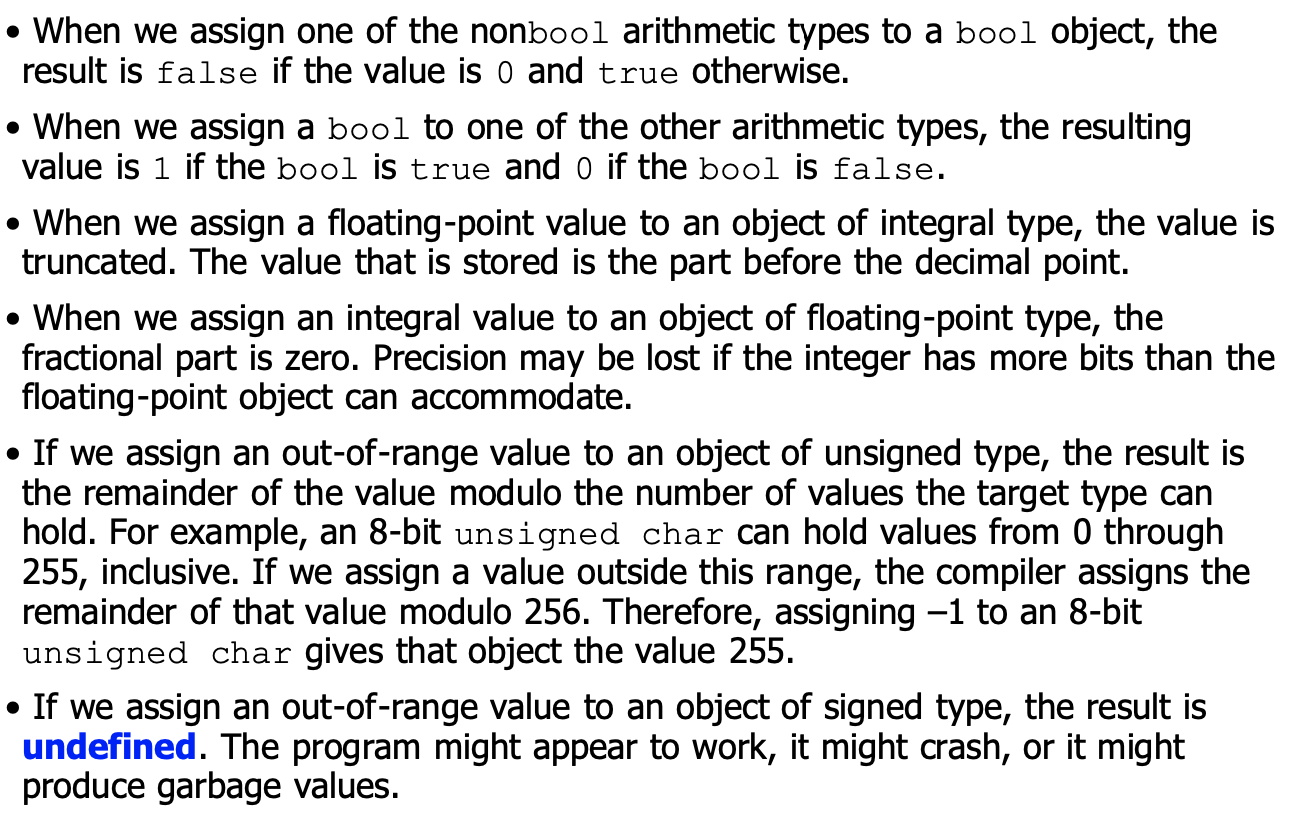 • When we assign one of the nonbool arithmetic types to a bool object, the
result is false if the value is 0 and true otherwise.
• When we assign a bool to one of the other arithmetic types, the resulting
value is 1 if the bool is true and 0 if the bool is false.
• When we assign a floating-point value to an object of integral type, the value is
truncated. The value that is stored is the part before the decimal point.
• When we assign an integral value to an object of floating-point type, the
fractional part is zero. Precision may be lost if the integer has more bits than the
floating-point object can accommodate.
• If we assign an out-of-range value to an object of unsigned type, the result is
the remainder of the value modulo the number of values the target type can
hold. For example, an 8-bit unsigned char can hold values from 0 through
255, inclusive. If we assign a value outside this range, the compiler assigns the
remainder of that value modulo 256. Therefore, assigning –1 to an 8-bit
unsigned char gives that object the value 255.
• If we assign an out-of-range value to an object of signed type, the result is
undefined. The program might appear to work, it might crash, or it might
produce garbage values.